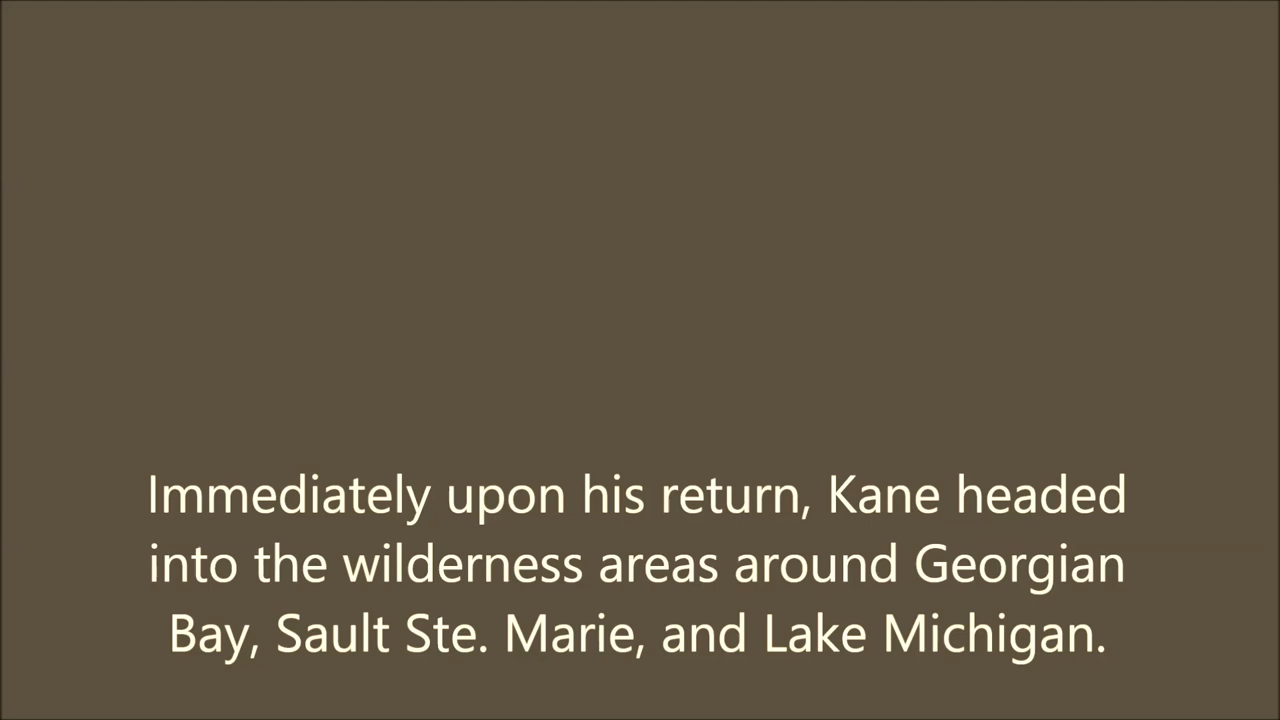 Immediately upon his return, Kane headed
into the wilderness areas around Georgian
Bay, Sault Ste. Marie, and Lake Michigan.